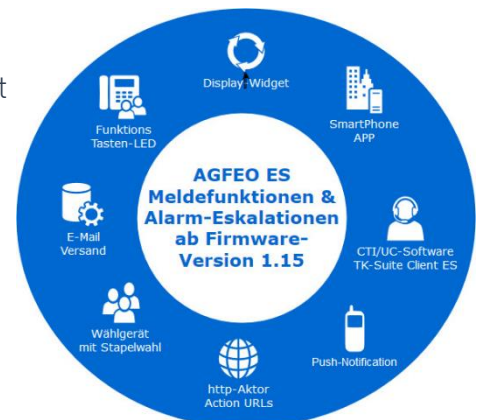 t
Display-Widget
SmartPhone
APP
CTI/UC-Software
TK-Suite Client ES
Push-Notification
http-Aktor
Action URLs
Wählgerät
mit Stapelwahl
E-Mail
Versand
Funktions
Tasten-LED
AGFEO ES
Meldefunktionen &
Alarm-Eskalationen
ab Firmware-
Version 1.15